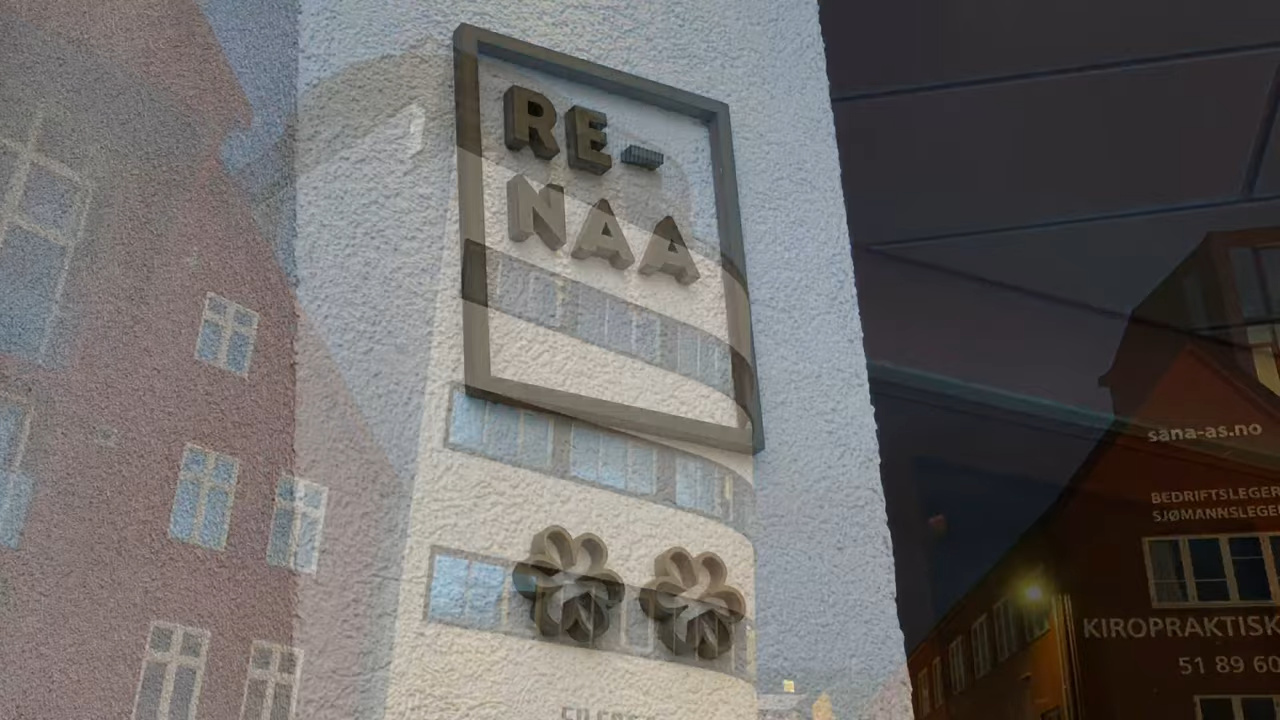 RE-
NAA
sana-as.no
BEDRIFTSLEGER
SJØMANNSLEGE
KIROPRAKTISK
51 89 60